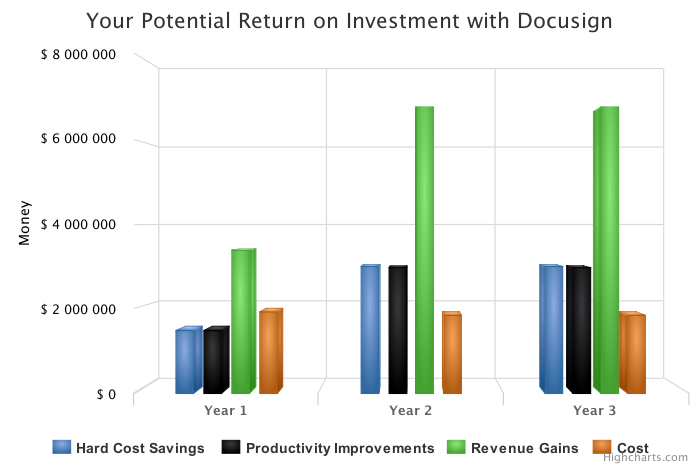 Your Potential Return on Investment with Docusign
$ 8 000 000
$ 6 000 000
$ 4 000 000
$ 2 000 000
$ 0
Money
Year 1 Year 2 Year 3
Hard Cost Savings Productivity Improvements Revenue Gains Cost
Highcharts.com